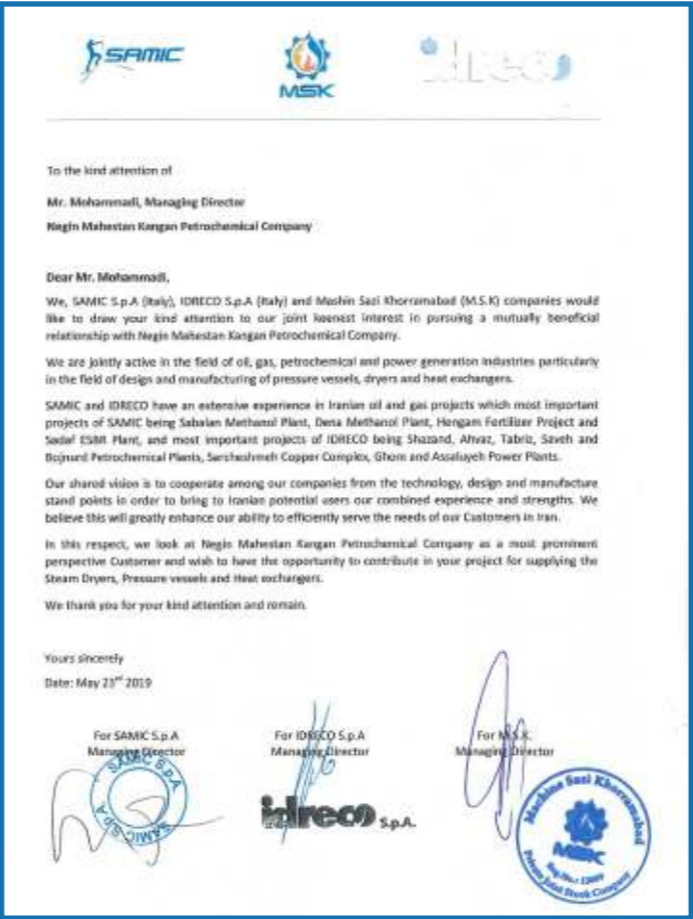 SAMIC
MSK
idreco
To the kind attention of
Mr. Mohammadi, Managing Director
Negin Mahestan Kangan Petrochemical Company
Dear Mr. Mohammadi,
We, SAMIC S.p.A (Italy), IDRECO S.p.A (Italy) and Mashin Sazi Khorramabad (M.S.K) companies would
like to draw your kind attention to our joint keenest interest in pursuing a mutually beneficial
relationship with Negin Mahestan Kangan Petrochemical Company.
We are jointly active in the field of oil, gas, petrochemical and power generation industries particularly
in the field of design and manufacturing of pressure vessels, dryers and heat exchangers.
SAMIC and IDRECO have an extensive experience in Iranian oil and gas projects which most important
projects of SAMIC being Sabalan Methanol Plant, Dena Methanol Plant, Hengam Fertilizer Project and
Sadaf ESBR Plant, and most important projects of IDRECO being Shazand, Ahvaz, Tabriz, Saveh and
Bojnurd Petrochemical Plants, Sarcheshmeh Copper Complex, Ghom and Assaluyeh Power Plants.
Our shared vision is to cooperate among our companies from the technology, design and manufacture
stand points in order to bring to Iranian potential users our combined experience and strengths. We
believe this will greatly enhance our ability to efficiently serve the needs of our Customers in Iran.
In this respect, we look at Negin Mahestan Kangan Petrochemical Company as a most prominent
perspective Customer and wish to have the opportunity to contribute in your project for supplying the
Steam Dryers, Pressure vessels and Heat exchangers.
We thank you for your kind attention and remain.
Yours sincerely
Date: May 23rd 2019
For SAMIC S.p.A
Managing Director
SAMIC S.p.A
SAMIC S.p.A
For IDRECO S.p.A
Managing Director
idreco S.p.A.
For M.S.K.
Managing Director
Machine Sazi Khorramabad
MSK
Private Joint Stock Company